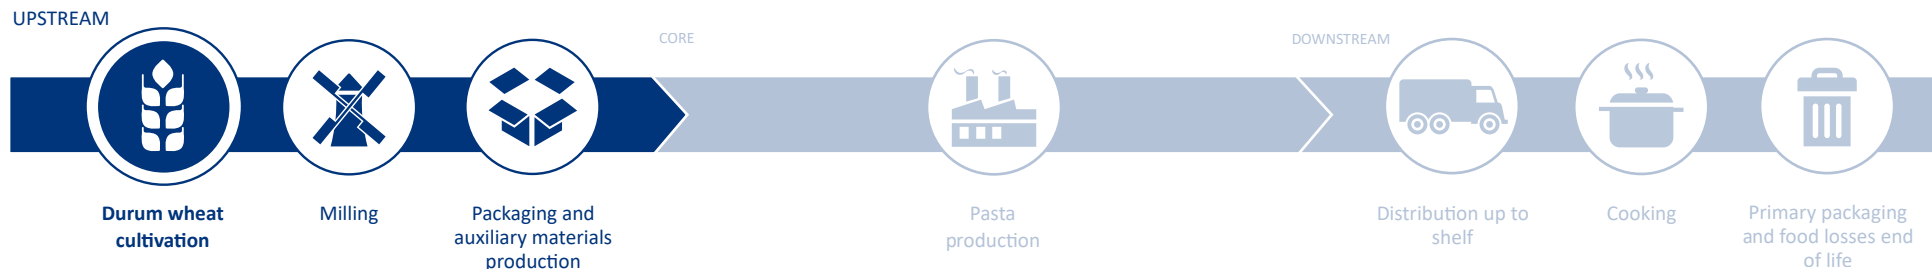 UPSTREAM
CORE
DOWNSTREAM
Durum wheat
cultivation
Milling
Packaging and
auxiliary materials
production
Pasta
production
Distribution up to
shelf
Cooking
Primary packaging
and food losses end
of life